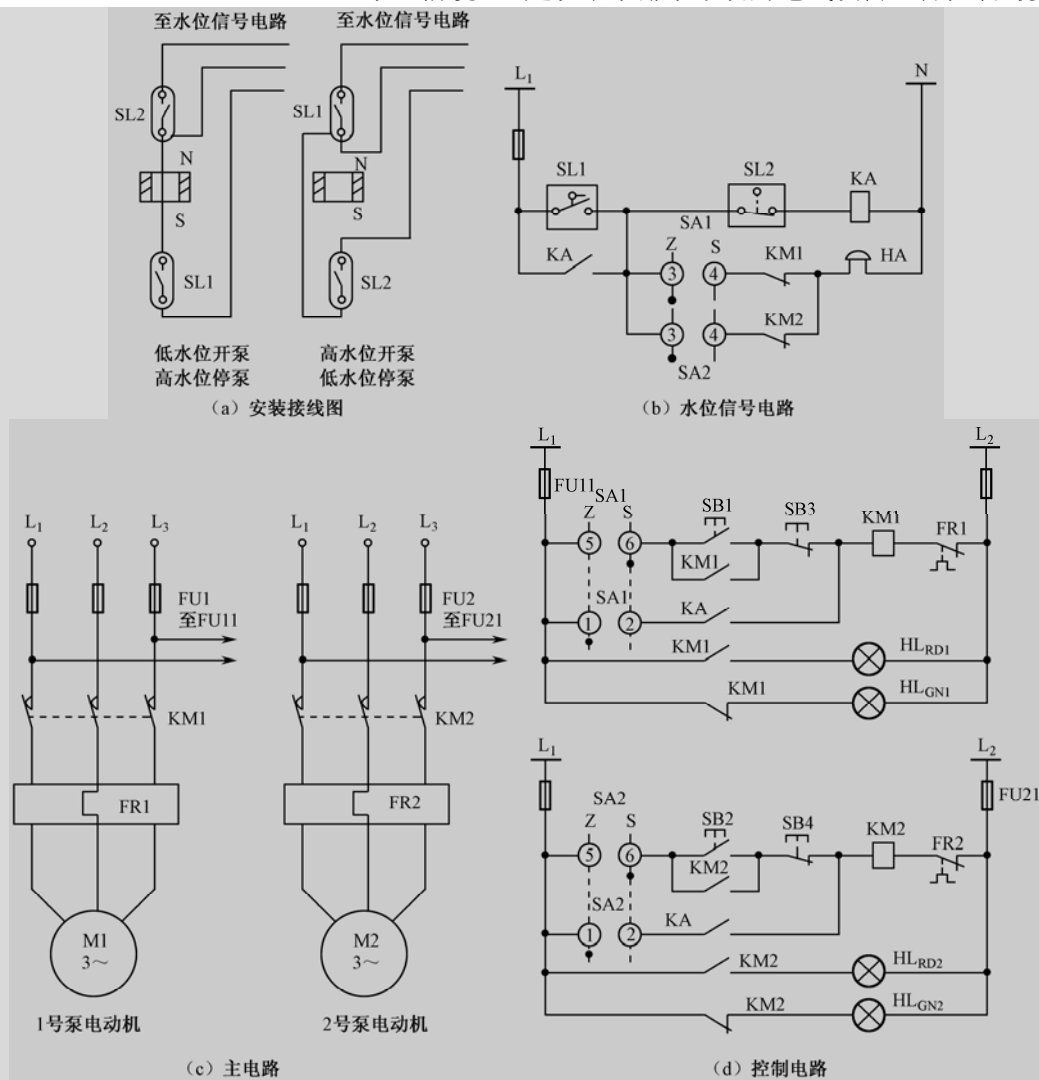 至水位信号电路 至水位信号电路
SL2 SL1
N N
S S
SL1 SL2
低水位开泵 高水位开泵
高水位停泵 低水位停泵
（a）安装接线图
L1 N
SL1 SL2 KA
SA1
Z S KM1 HA
KA
3 4
KM2
3 4
SA2
（b）水位信号电路
L1 L2 L3 L1 L2 L3
FU1 FU2
至FU11 至FU21
KM1 KM2
FR1 FR2
M1 M2
3～ 3～
1号泵电动机 2号泵电动机
（c）主电路
L1 L2
FU11
SA1 SB1 SB3 KM1 FR1
Z S
5 6
KM1
SA1 KA
1 2
KM1 HLRD1
KM1 HLGN1
L1 L2
FU21
SA2 SB2 SB4 KM2 FR2
Z S
5 6
KM2
SA2 KA
1 2
KM2 HLRD2
KM2 HLGN2
（d）控制电路